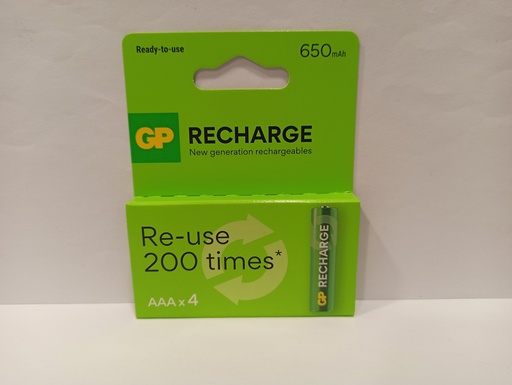 Ready-to-use
650mAh
GP RECHARGE
New generation rechargeables
Re-use
200 times*
AAA x 4
GP RECHARGE